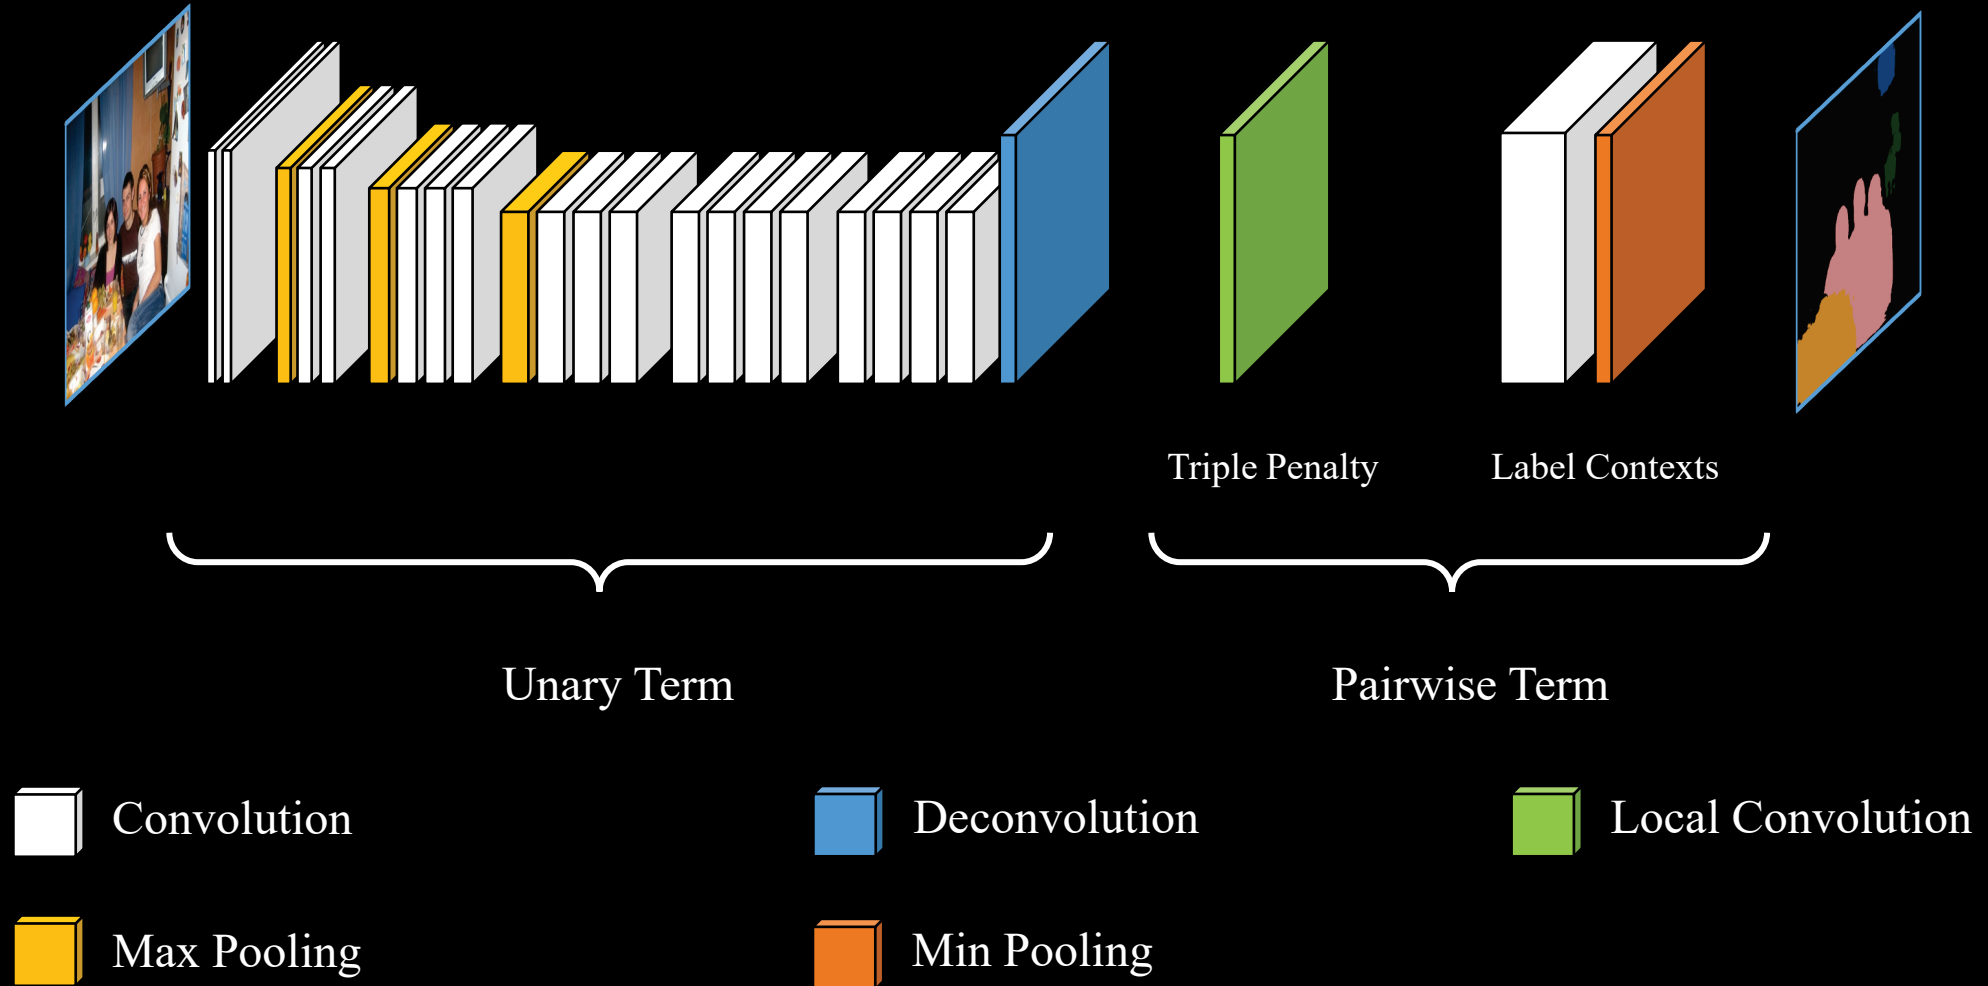 Triple Penalty
Label Contexts
Unary Term
Pairwise Term
Convolution
Deconvolution
Local Convolution
Max Pooling
Min Pooling